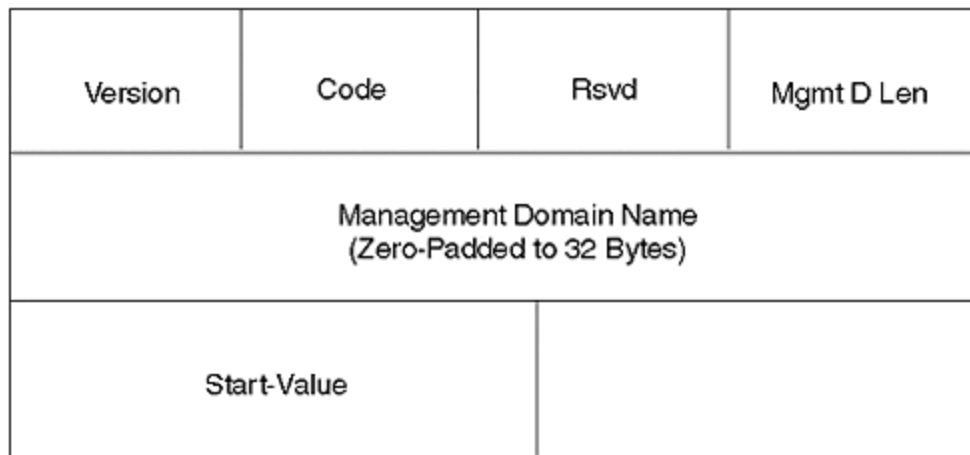 Version
Code
Rsvd
Mgmt D Len
Management Domain Name
(Zero-Padded to 32 Bytes)
Start-Value